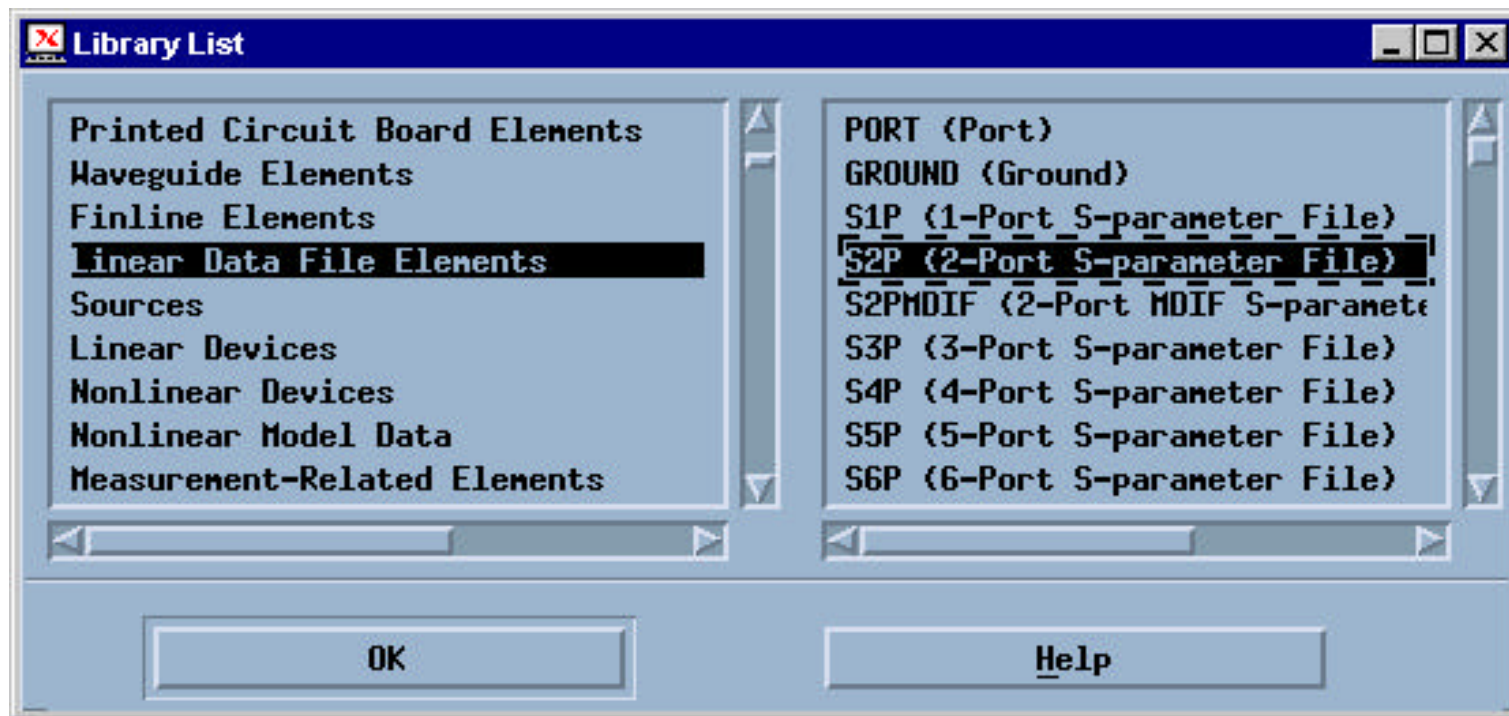 Library List
Printed Circuit Board Elements
Waveguide Elements
Finline Elements
Linear Data File Elements
Sources
Linear Devices
Nonlinear Devices
Nonlinear Model Data
Measurement-Related Elements
PORT (Port)
GROUND (Ground)
S1P (1-Port S-parameter File)
S2P (2-Port S-parameter File)
S2PMDIF (2-Port MDIF S-paramete
S3P (3-Port S-parameter File)
S4P (4-Port S-parameter File)
S5P (5-Port S-parameter File)
S6P (6-Port S-parameter File)
OK
Help